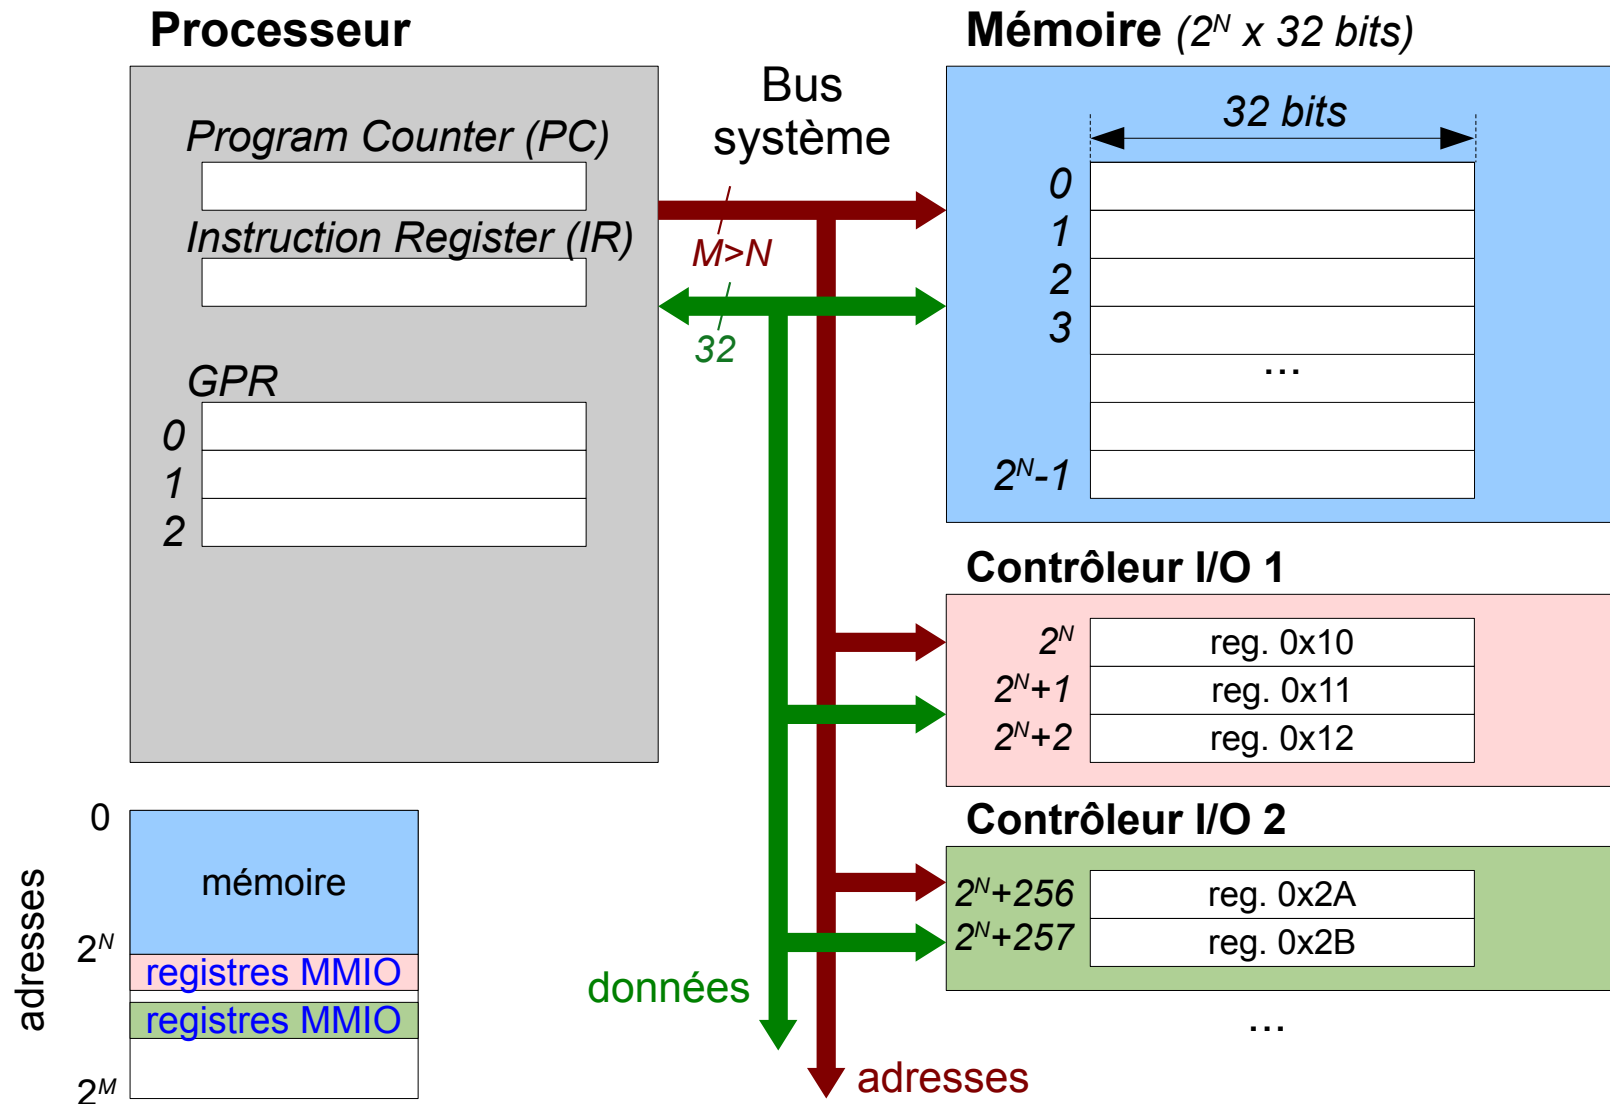 Processeur
Program Counter (PC)
Instruction Register (IR)
GPR
0
1
2
Bus
système
M>N
32
données
adresses
Mémoire (2^N x 32 bits)
32 bits
0
1
2
3
...
2^N-1
Contrôleur I/O 1
2^N reg. 0x10
2^N+1 reg. 0x11
2^N+2 reg. 0x12
Contrôleur I/O 2
2^N+256 reg. 0x2A
2^N+257 reg. 0x2B
...
adresses
0
mémoire
2^N
registres MMIO
registres MMIO
2^M